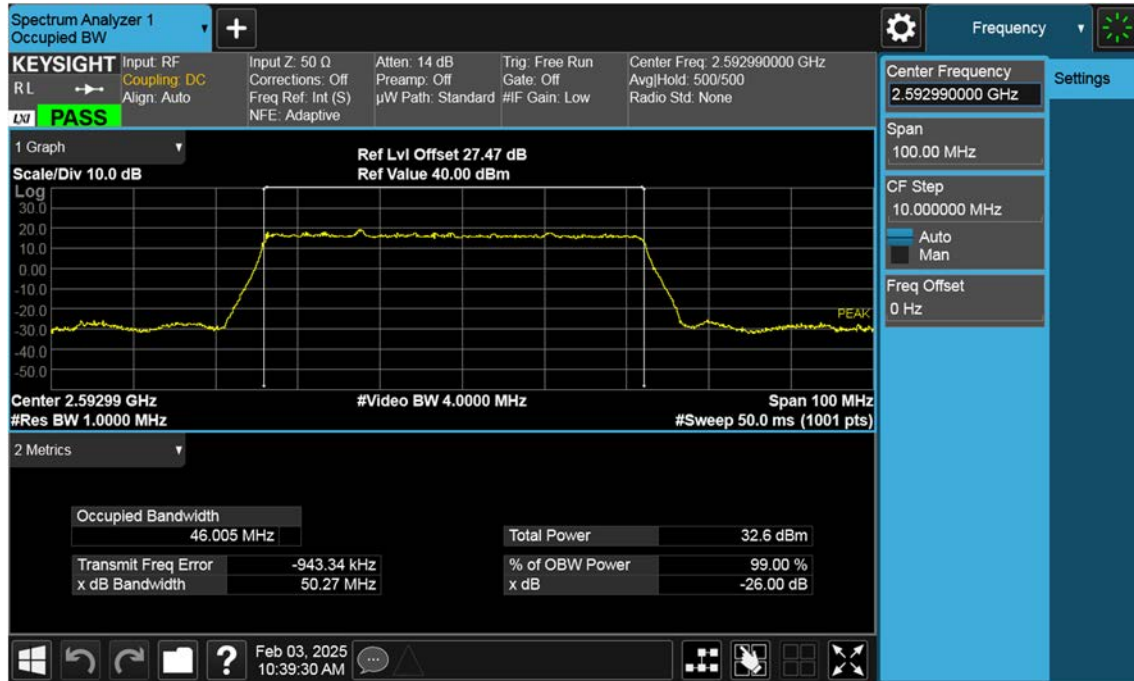 Spectrum Analyzer 1
Occupied BW
Frequency
KEYSIGHT
R L
LXI PASS
Input: RF
Coupling: DC
Align: Auto
Input Z: 50 Ω
Corrections: Off
Freq Ref: Int (S)
NFE: Adaptive
Atten: 14 dB
Preamp: Off
µW Path: Standard
Trig: Free Run
Gate: Off
#IF Gain: Low
Center Freq: 2.592990000 GHz
Avg|Hold: 500/500
Radio Std: None
Center Frequency
2.592990000 GHz
Settings
Span
100.00 MHz
CF Step
10.000000 MHz
Auto
Man
Freq Offset
0 Hz
1 Graph
Scale/Div 10.0 dB
Ref Lvl Offset 27.47 dB
Ref Value 40.00 dBm
Log
30.0
20.0
10.0
0.00
-10.0
-20.0
-30.0
-40.0
-50.0
PEAK
Center 2.59299 GHz
#Video BW 4.0000 MHz
Span 100 MHz
#Res BW 1.0000 MHz
#Sweep 50.0 ms (1001 pts)
2 Metrics
Occupied Bandwidth
46.005 MHz
Total Power 32.6 dBm
Transmit Freq Error -943.34 kHz
% of OBW Power 99.00 %
x dB Bandwidth 50.27 MHz
x dB -26.00 dB
?
Feb 03, 2025
10:39:30 AM